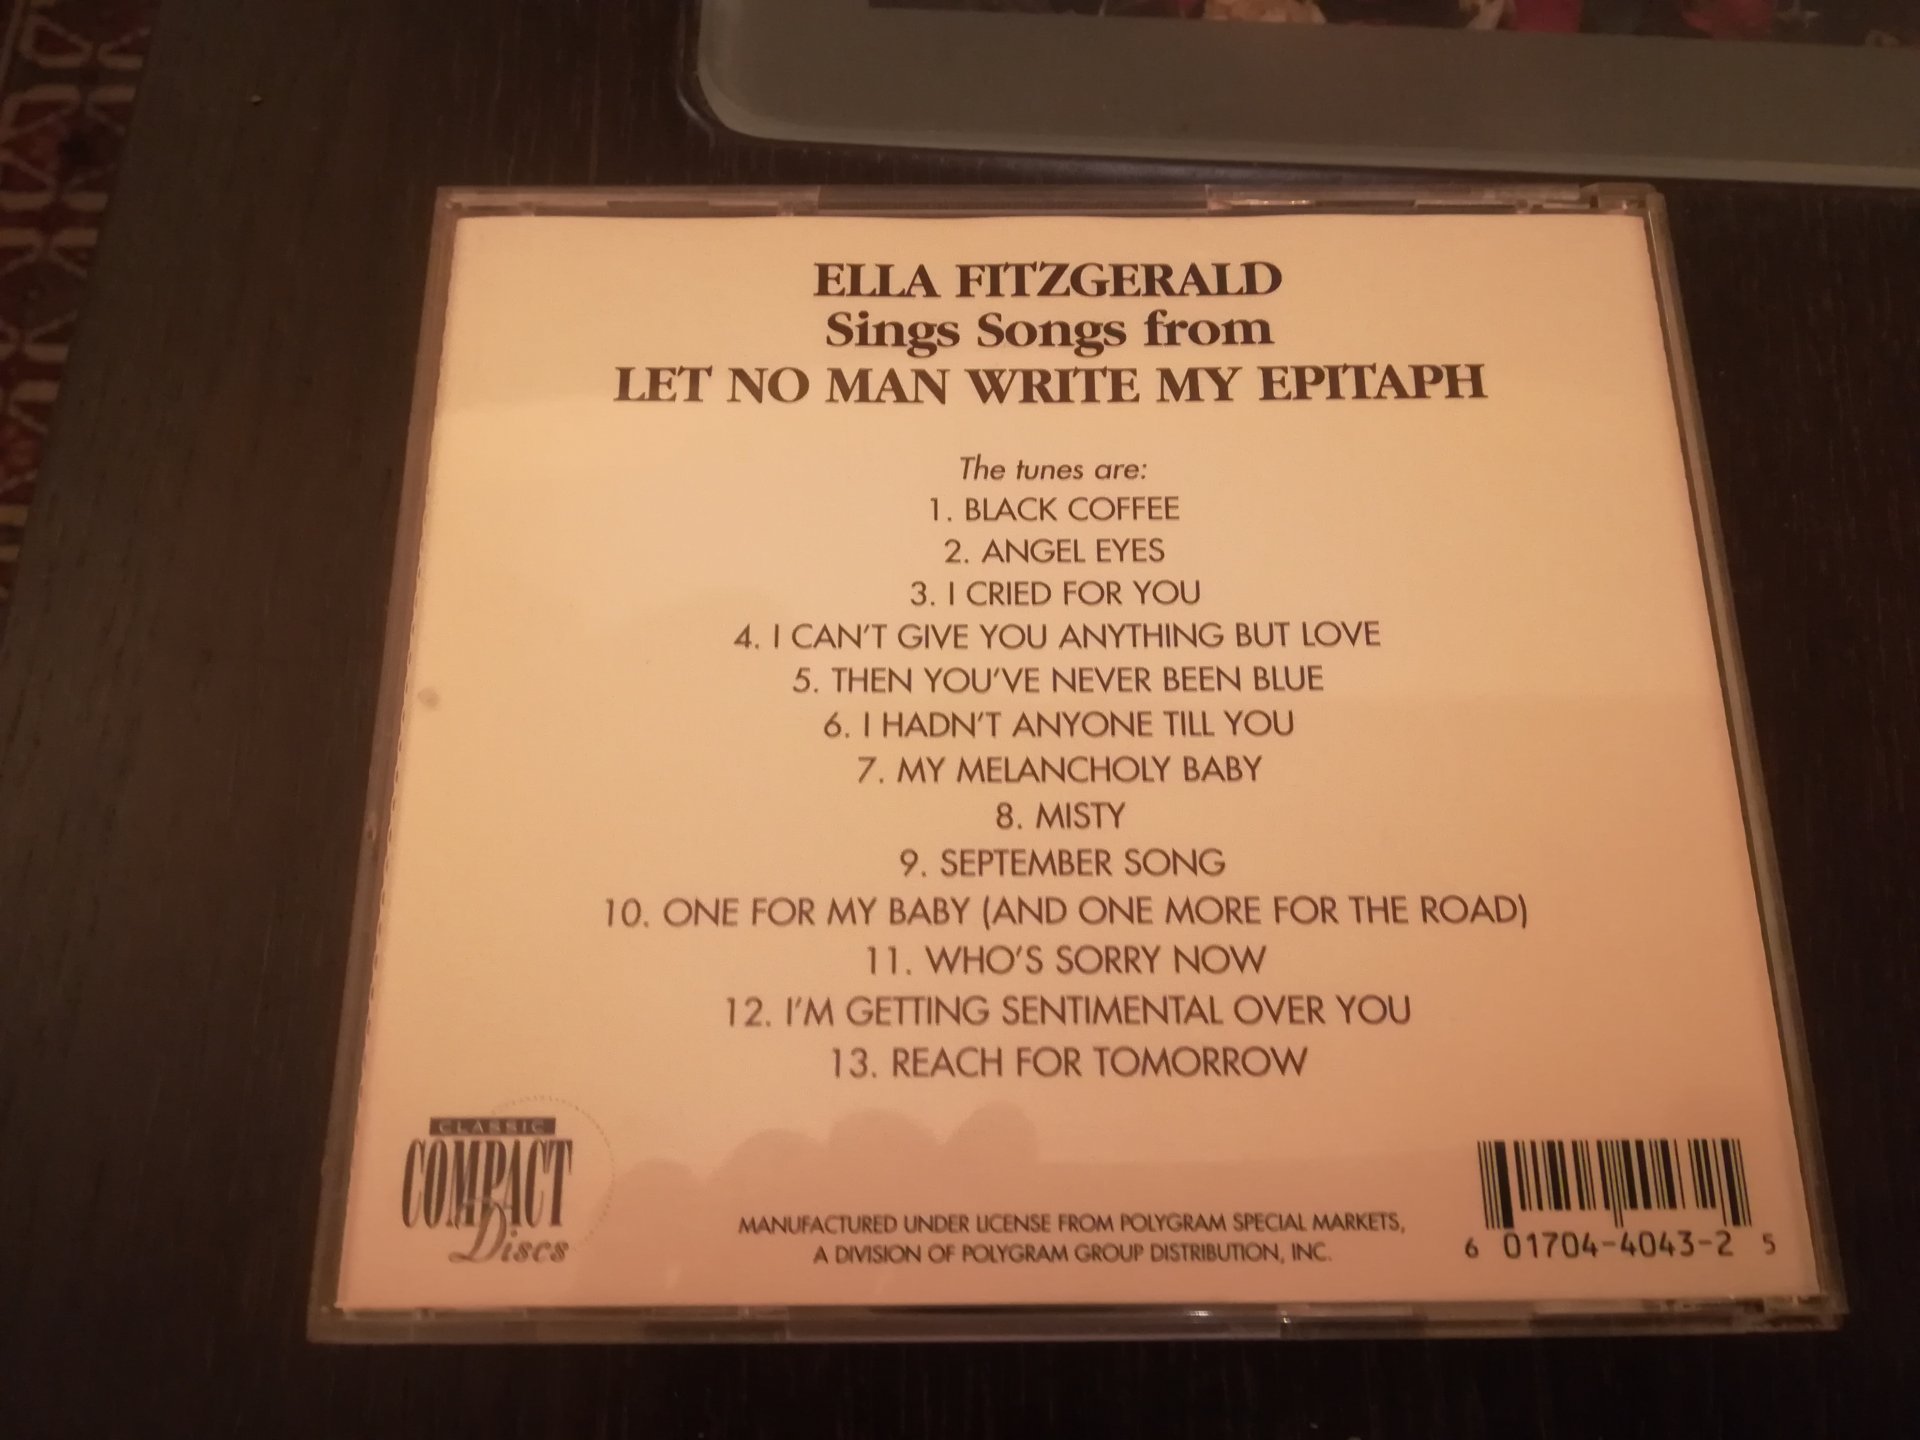 ELLA FITZGERALD
Sings Songs from
LET NO MAN WRITE MY EPITAPH
The tunes are:
1. BLACK COFFEE
2. ANGEL EYES
3. I CRIED FOR YOU
4. I CAN'T GIVE YOU ANYTHING BUT LOVE
5. THEN YOU'VE NEVER BEEN BLUE
6. I HADN'T ANYONE TILL YOU
7. MY MELANCHOLY BABY
8. MISTY
9. SEPTEMBER SONG
10. ONE FOR MY BABY (AND ONE MORE FOR THE ROAD)
11. WHO'S SORRY NOW
12. I'M GETTING SENTIMENTAL OVER YOU
13. REACH FOR TOMORROW
CLASSIC
COMPACT
Discs
MANUFACTURED UNDER LICENSE FROM POLYGRAM SPECIAL MARKETS,
A DIVISION OF POLYGRAM GROUP DISTRIBUTION, INC.
6 01704-4043-2 5